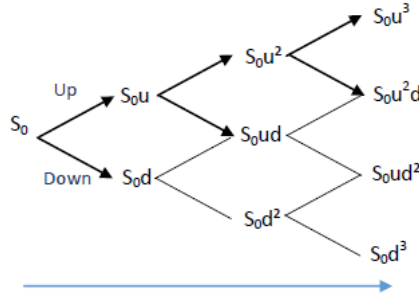 S₀u³
S₀u²
Up
S₀u
S₀u²d
S₀
S₀ud
Down
S₀d
S₀ud²
S₀d²
S₀d³